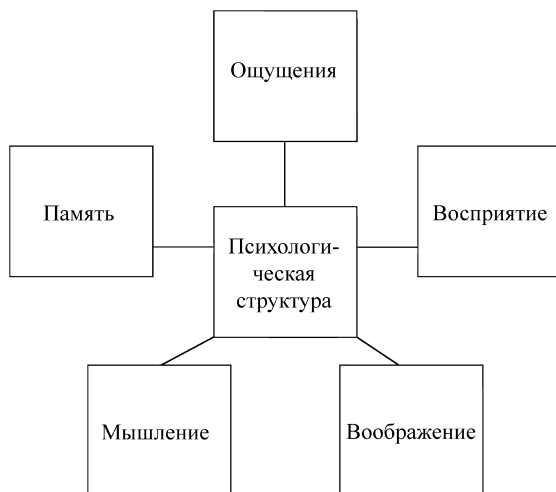 Ощущения
Память
Восприятие
Психологи-
ческая
структура
Мышление
Воображение